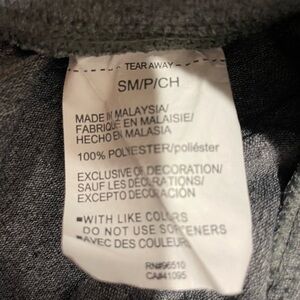 TEAR AWAY
SM/P/CH
MADE IN MALAYSIA/
FABRIQUÉ EN MALAISIE/
HECHO EN MALASIA
100% POLYESTER/poliéster
EXCLUSIVE OF DECORATION/
SAUF LES DÉCORATIONS/
EXCEPTO DECORACIÓN
■WITH LIKE COLORS
DO NOT USE SOFTENERS
■AVEC DES COULEUR
RN#96510
CA#41095